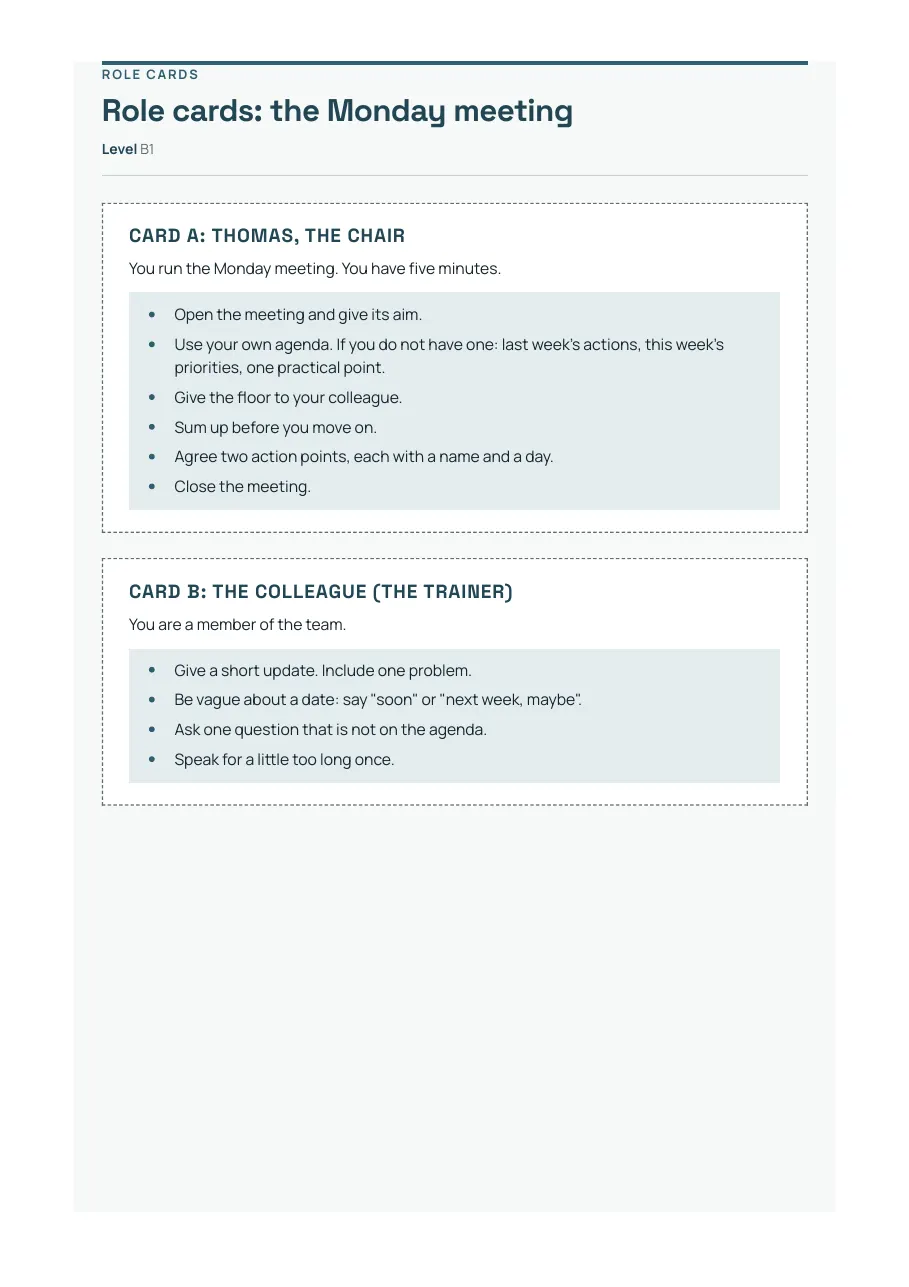 ROLE CARDS
Role cards: the Monday meeting
Level B1
CARD A: THOMAS, THE CHAIR
You run the Monday meeting. You have five minutes.
• Open the meeting and give its aim.
• Use your own agenda. If you do not have one: last week's actions, this week's
priorities, one practical point.
• Give the floor to your colleague.
• Sum up before you move on.
• Agree two action points, each with a name and a day.
• Close the meeting.
CARD B: THE COLLEAGUE (THE TRAINER)
You are a member of the team.
• Give a short update. Include one problem.
• Be vague about a date: say "soon" or "next week, maybe".
• Ask one question that is not on the agenda.
• Speak for a little too long once.